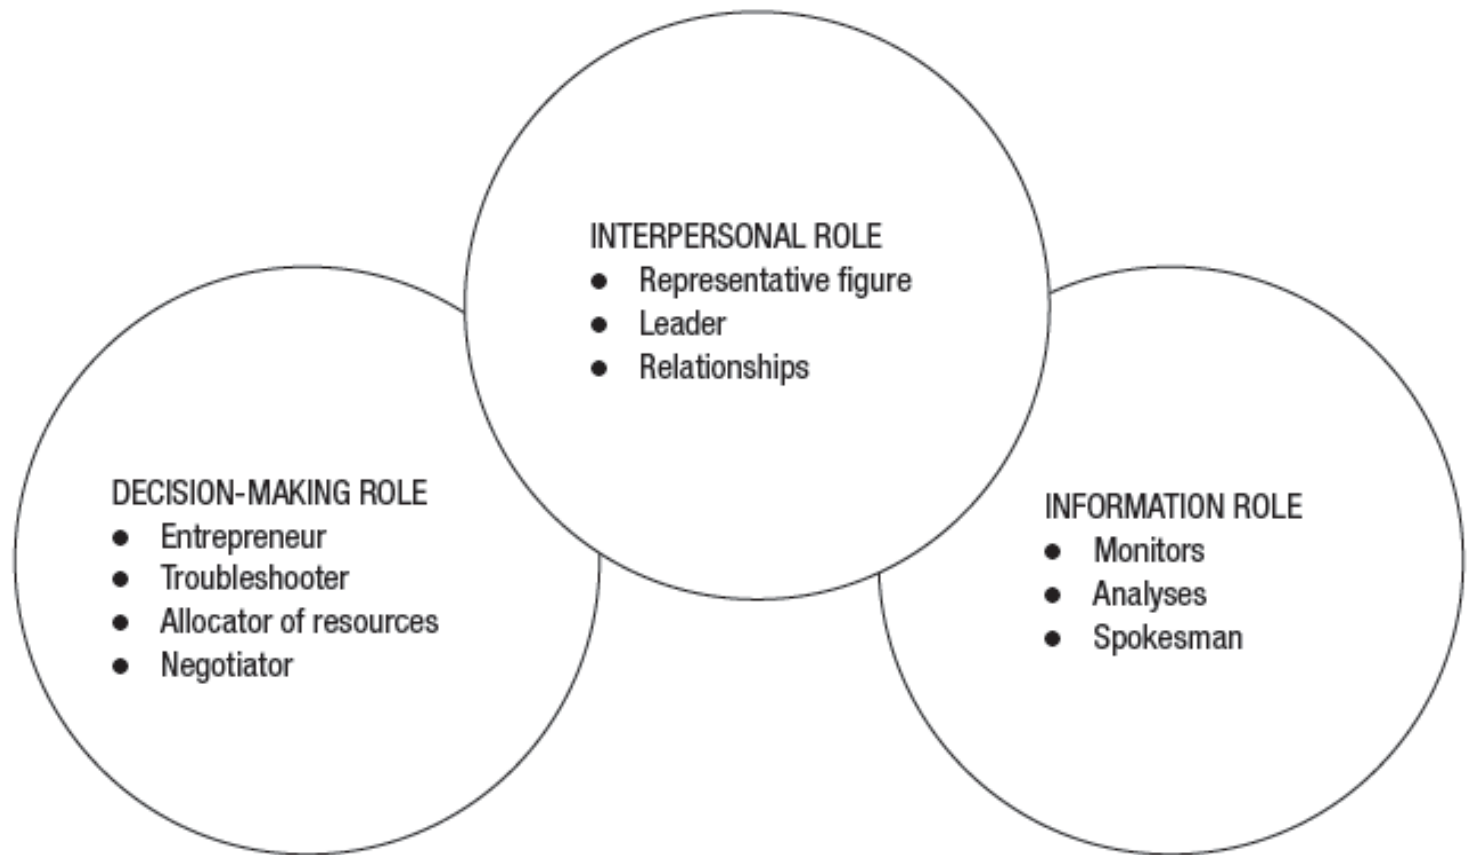 INTERPERSONAL ROLE
● Representative figure
● Leader
● Relationships
DECISION-MAKING ROLE
● Entrepreneur
● Troubleshooter
● Allocator of resources
● Negotiator
INFORMATION ROLE
● Monitors
● Analyses
● Spokesman